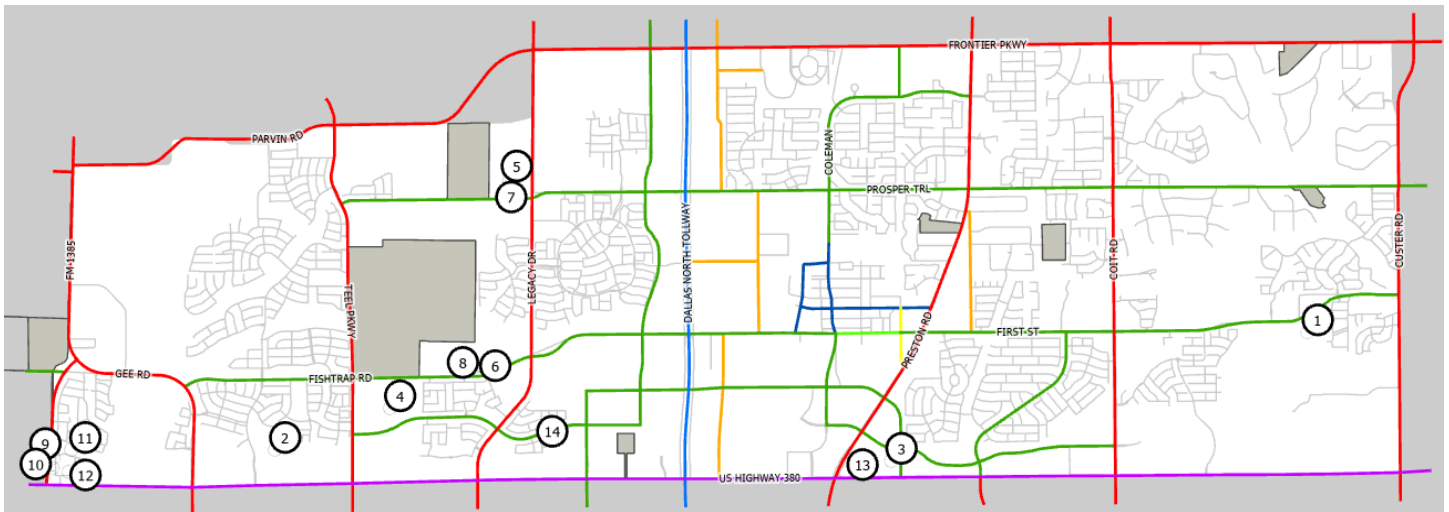 FRONTIER PKWY
PARVIN RD
COLEMAN
5
PROSPER TRL
7
FM 1385
DALLAS NORTH TOLLWAY
LEGACY DR
COIT RD
CUSTER RD
TEEL PKWY
PRESTON RD
1
FIRST ST
8
6
GEE RD
FISHTRAP RD
4
14
11
2
9
3
10
13
12
US HIGHWAY 380